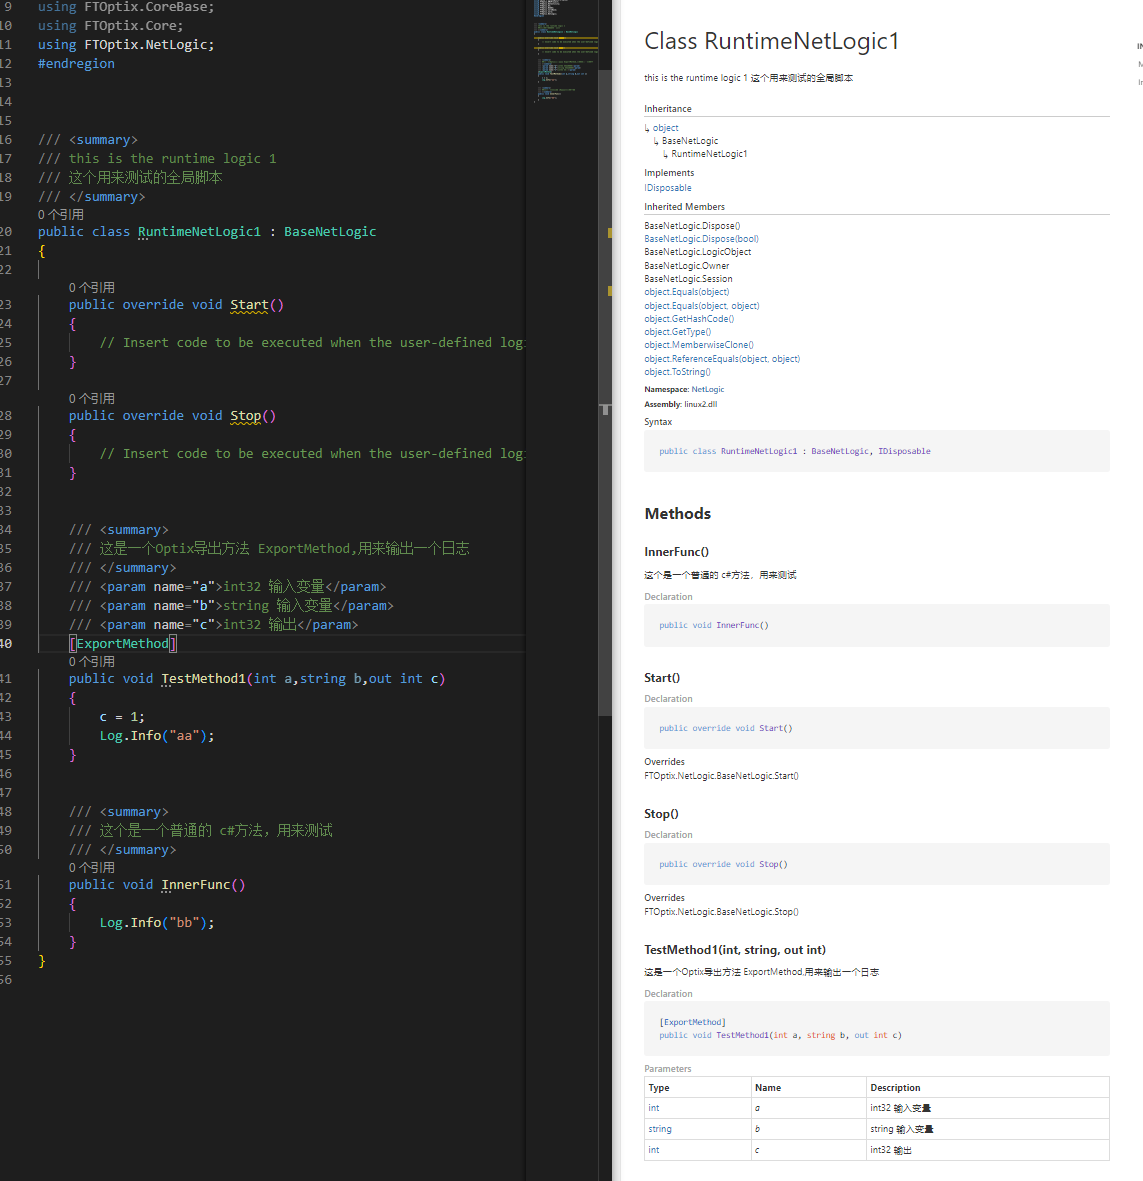 9 using FTOptix.CoreBase;
10 using FTOptix.Core;
11 using FTOptix.NetLogic;
12 #endregion
13
14
15
16 /// <summary>
17 /// this is the runtime logic 1
18 /// 这个用来测试的全局脚本
19 /// </summary>
0 个引用
20 public class RuntimeNetLogic1 : BaseNetLogic
21 {
22
0 个引用
23 public override void Start()
24 {
25 // Insert code to be executed when the user-defined logi
26 }
27
0 个引用
28 public override void Stop()
29 {
30 // Insert code to be executed when the user-defined logi
31 }
32
33
34 /// <summary>
35 /// 这是一个Optix导出方法 ExportMethod,用来输出一个日志
36 /// </summary>
37 /// <param name="a">int32 输入变量</param>
38 /// <param name="b">string 输入变量</param>
39 /// <param name="c">int32 输出</param>
40 [ExportMethod]
0 个引用
41 public void TestMethod1(int a,string b,out int c)
42 {
43 c = 1;
44 Log.Info("aa");
45 }
46
47
48 /// <summary>
49 /// 这个是一个普通的 c#方法，用来测试
50 /// </summary>
0 个引用
51 public void InnerFunc()
52 {
53 Log.Info("bb");
54 }
55 }
56
Class RuntimeNetLogic1
this is the runtime logic 1 这个用来测试的全局脚本
Inheritance
↳ object
↳ BaseNetLogic
↳ RuntimeNetLogic1
Implements
IDisposable
Inherited Members
BaseNetLogic.Dispose()
BaseNetLogic.Dispose(bool)
BaseNetLogic.LogicObject
BaseNetLogic.Owner
BaseNetLogic.Session
object.Equals(object)
object.Equals(object, object)
object.GetHashCode()
object.GetType()
object.MemberwiseClone()
object.ReferenceEquals(object, object)
object.ToString()
Namespace: NetLogic
Assembly: linux2.dll
Syntax
public class RuntimeNetLogic1 : BaseNetLogic, IDisposable
Methods
InnerFunc()
这个是一个普通的 c#方法，用来测试
Declaration
public void InnerFunc()
Start()
Declaration
public override void Start()
Overrides
FTOptix.NetLogic.BaseNetLogic.Start()
Stop()
Declaration
public override void Stop()
Overrides
FTOptix.NetLogic.BaseNetLogic.Stop()
TestMethod1(int, string, out int)
这是一个Optix导出方法 ExportMethod,用来输出一个日志
Declaration
[ExportMethod]
public void TestMethod1(int a, string b, out int c)
Parameters
Type Name Description
int a int32 输入变量
string b string 输入变量
int c int32 输出